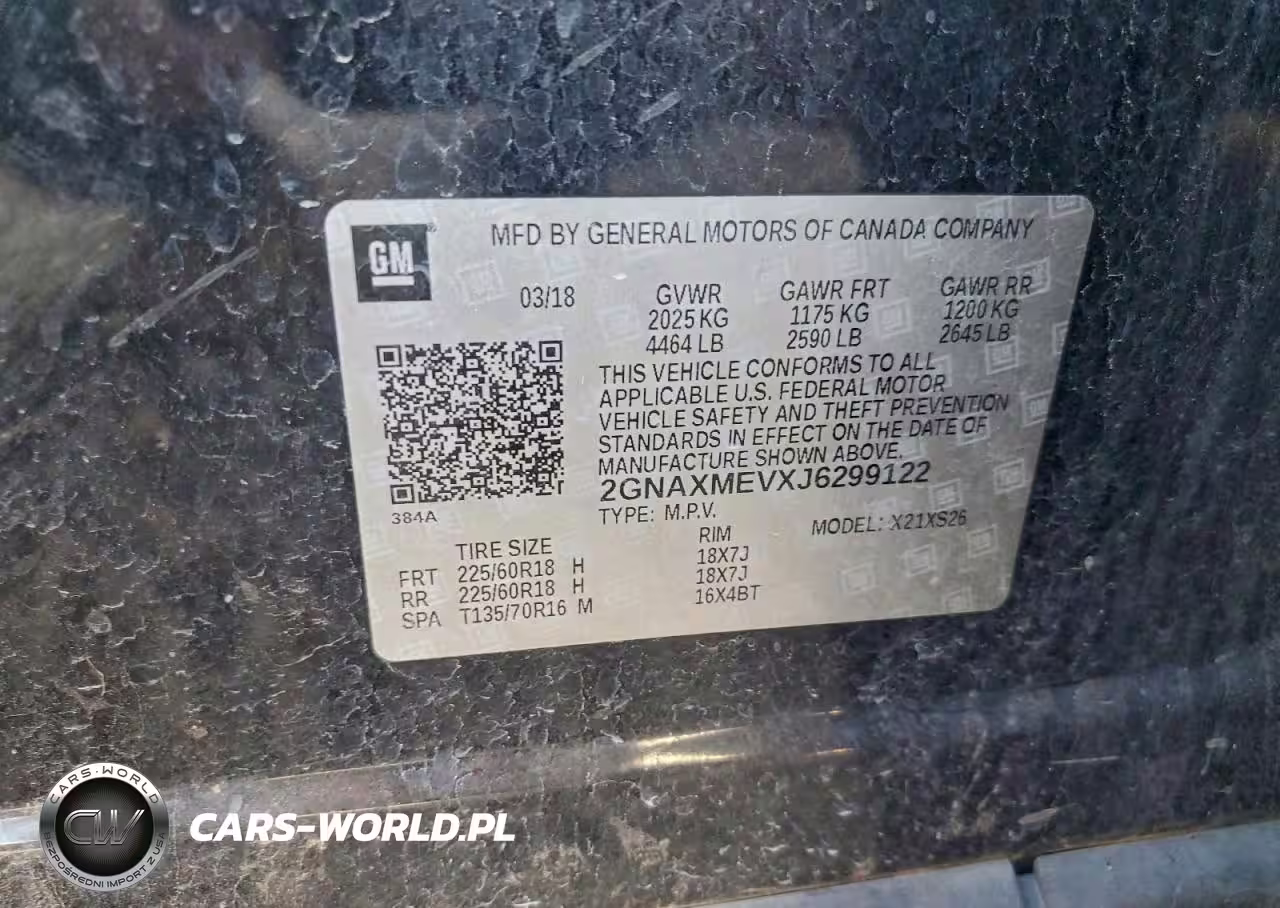 GM
MFD BY GENERAL MOTORS OF CANADA COMPANY
03/18
GVWR GAWR FRT GAWR RR
2025 KG 1175 KG 1200 KG
4464 LB 2590 LB 2645 LB
THIS VEHICLE CONFORMS TO ALL
APPLICABLE U.S. FEDERAL MOTOR
VEHICLE SAFETY AND THEFT PREVENTION
STANDARDS IN EFFECT ON THE DATE OF
MANUFACTURE SHOWN ABOVE.
2GNAXMEVXJ6299122
384A
TYPE: M.P.V. MODEL: X21XS26
TIRE SIZE RIM
FRT 225/60R18 H 18X7J
RR 225/60R18 H 18X7J
SPA T135/70R16 M 16X4BT
CARS-WORLD
CW
BEZPOŚREDNI IMPORT Z USA
CARS-WORLD.PL